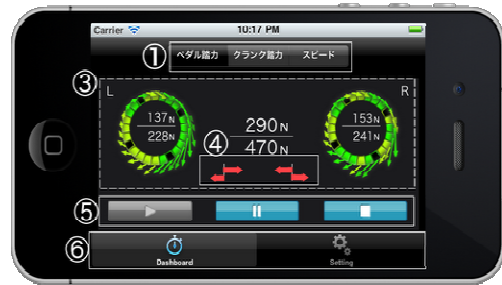 Carrier 10:17 PM
① ペダル踏力 クランク踏力 スピード
③
L R
137N 290N 153N
228N 470N 241N
④
⑤
⑥
Dashboard Setting